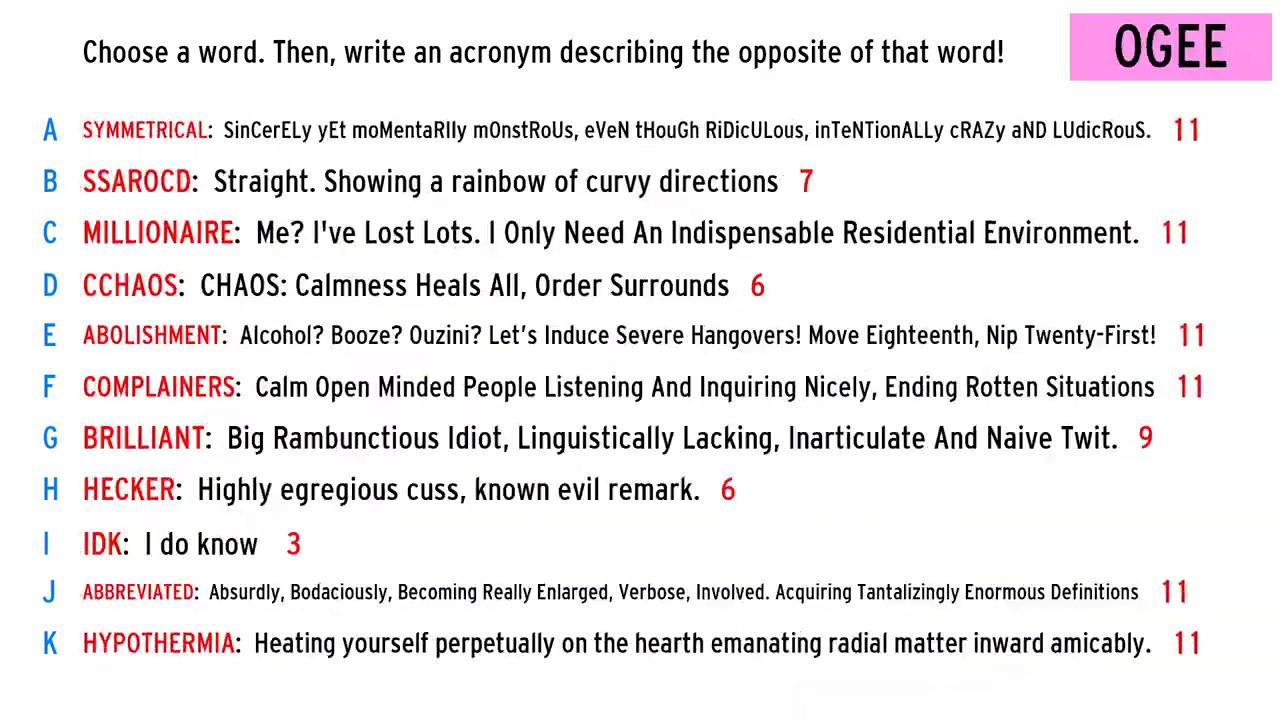 Choose a word. Then, write an acronym describing the opposite of that word!
OGEE
A SYMMETRICAL: SinCerELy yEt moMentaRIly mOnstRoUs, eVeN tHouGh RiDicULous, inTeNTionALLy cRAZy aND LUdicRouS. 11
B SSAROCD: Straight. Showing a rainbow of curvy directions 7
C MILLIONAIRE: Me? I've Lost Lots. I Only Need An Indispensable Residential Environment. 11
D CCHAOS: CHAOS: Calmness Heals All, Order Surrounds 6
E ABOLISHMENT: Alcohol? Booze? Ouzini? Let's Induce Severe Hangovers! Move Eighteenth, Nip Twenty-First! 11
F COMPLAINERS: Calm Open Minded People Listening And Inquiring Nicely, Ending Rotten Situations 11
G BRILLIANT: Big Rambunctious Idiot, Linguistically Lacking, Inarticulate And Naive Twit. 9
H HECKER: Highly egregious cuss, known evil remark. 6
I IDK: I do know 3
J ABBREVIATED: Absurdly, Bodaciously, Becoming Really Enlarged, Verbose, Involved. Acquiring Tantalizingly Enormous Definitions 11
K HYPOTHERMIA: Heating yourself perpetually on the hearth emanating radial matter inward amicably. 11